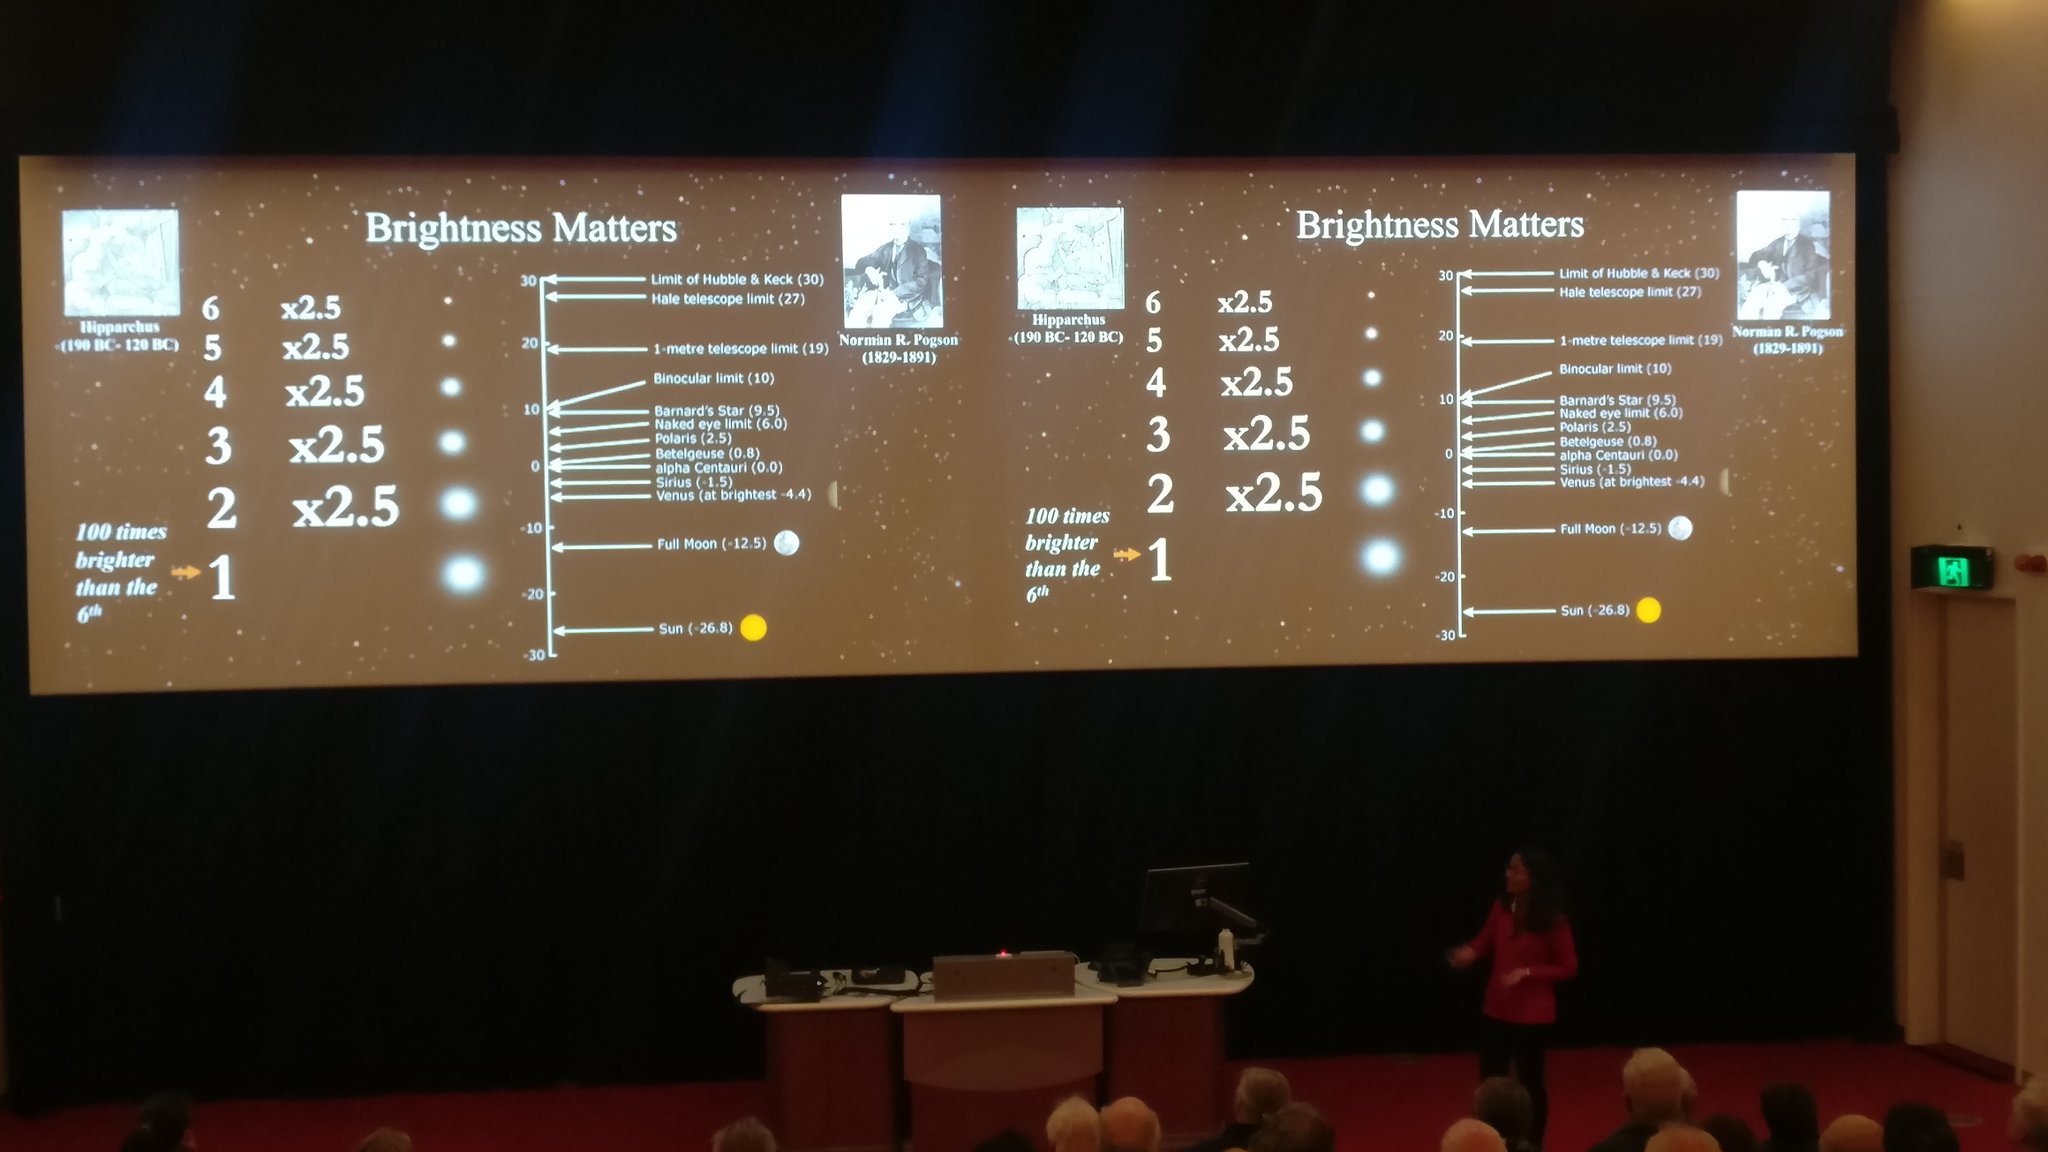 Brightness Matters
Hipparchus
(190 BC- 120 BC)
6 x2.5
5 x2.5
4 x2.5
3 x2.5
2 x2.5
1
100 times
brighter
than the
6th
30
20
10
0
-10
-20
-30
Limit of Hubble & Keck (30)
Hale telescope limit (27)
1-metre telescope limit (19)
Binocular limit (10)
Barnard's Star (9.5)
Naked eye limit (6.0)
Polaris (2.5)
Betelgeuse (0.8)
alpha Centauri (0.0)
Sirius (-1.5)
Venus (at brightest -4.4)
Full Moon (-12.5)
Sun (-26.8)
Norman R. Pogson
(1829-1891)
Brightness Matters
Hipparchus
(190 BC- 120 BC)
6 x2.5
5 x2.5
4 x2.5
3 x2.5
2 x2.5
1
100 times
brighter
than the
6th
30
20
10
0
-10
-20
-30
Limit of Hubble & Keck (30)
Hale telescope limit (27)
1-metre telescope limit (19)
Binocular limit (10)
Barnard's Star (9.5)
Naked eye limit (6.0)
Polaris (2.5)
Betelgeuse (0.8)
alpha Centauri (0.0)
Sirius (-1.5)
Venus (at brightest -4.4)
Full Moon (-12.5)
Sun (-26.8)
Norman R. Pogson
(1829-1891)